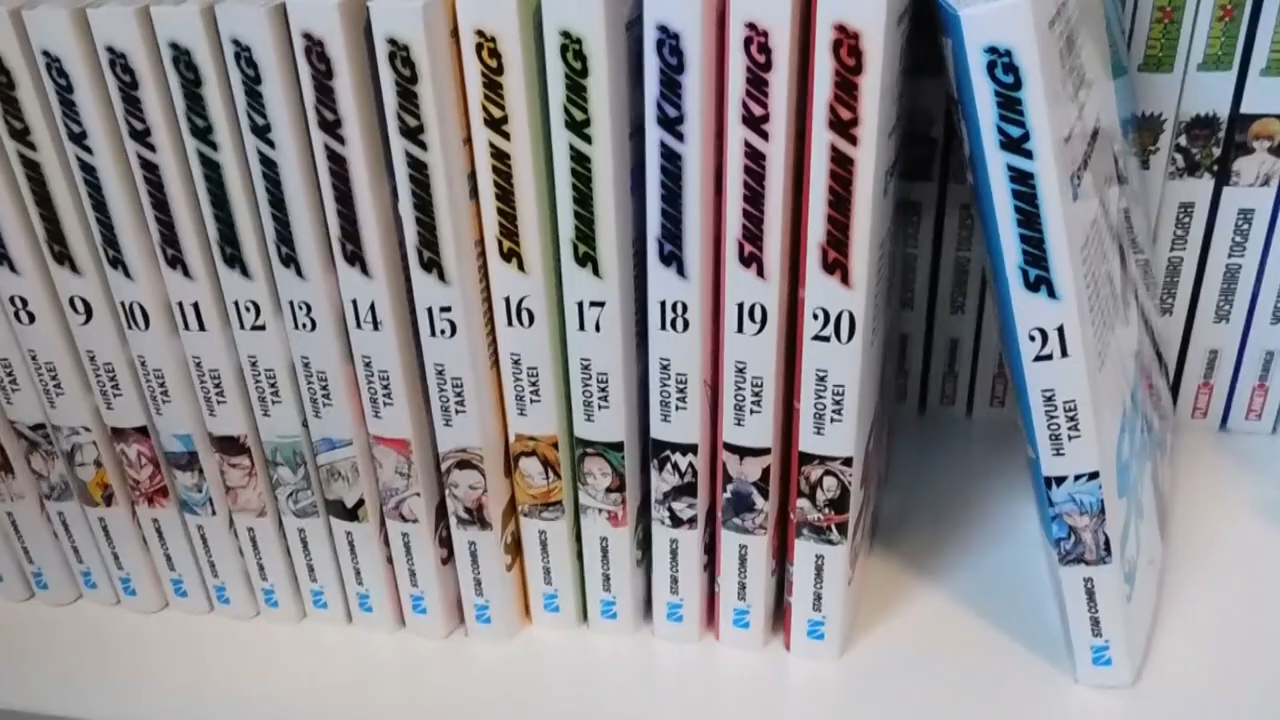 SHAMAN KING
8
HIROYUKI
TAKEI
STAR COMICS
SHAMAN KING
9
HIROYUKI
TAKEI
STAR COMICS
SHAMAN KING
10
HIROYUKI
TAKEI
STAR COMICS
SHAMAN KING
11
HIROYUKI
TAKEI
STAR COMICS
SHAMAN KING
12
HIROYUKI
TAKEI
STAR COMICS
SHAMAN KING
13
HIROYUKI
TAKEI
STAR COMICS
SHAMAN KING
14
HIROYUKI
TAKEI
STAR COMICS
SHAMAN KING
15
HIROYUKI
TAKEI
STAR COMICS
SHAMAN KING
16
HIROYUKI
TAKEI
STAR COMICS
SHAMAN KING
17
HIROYUKI
TAKEI
STAR COMICS
SHAMAN KING
18
HIROYUKI
TAKEI
STAR COMICS
SHAMAN KING
19
HIROYUKI
TAKEI
STAR COMICS
SHAMAN KING
20
HIROYUKI
TAKEI
STAR COMICS
SHAMAN KING
21
HIROYUKI
TAKEI
STAR COMICS
YOSHIHIRO TOGASHI
YOSHIHIRO TOGASHI